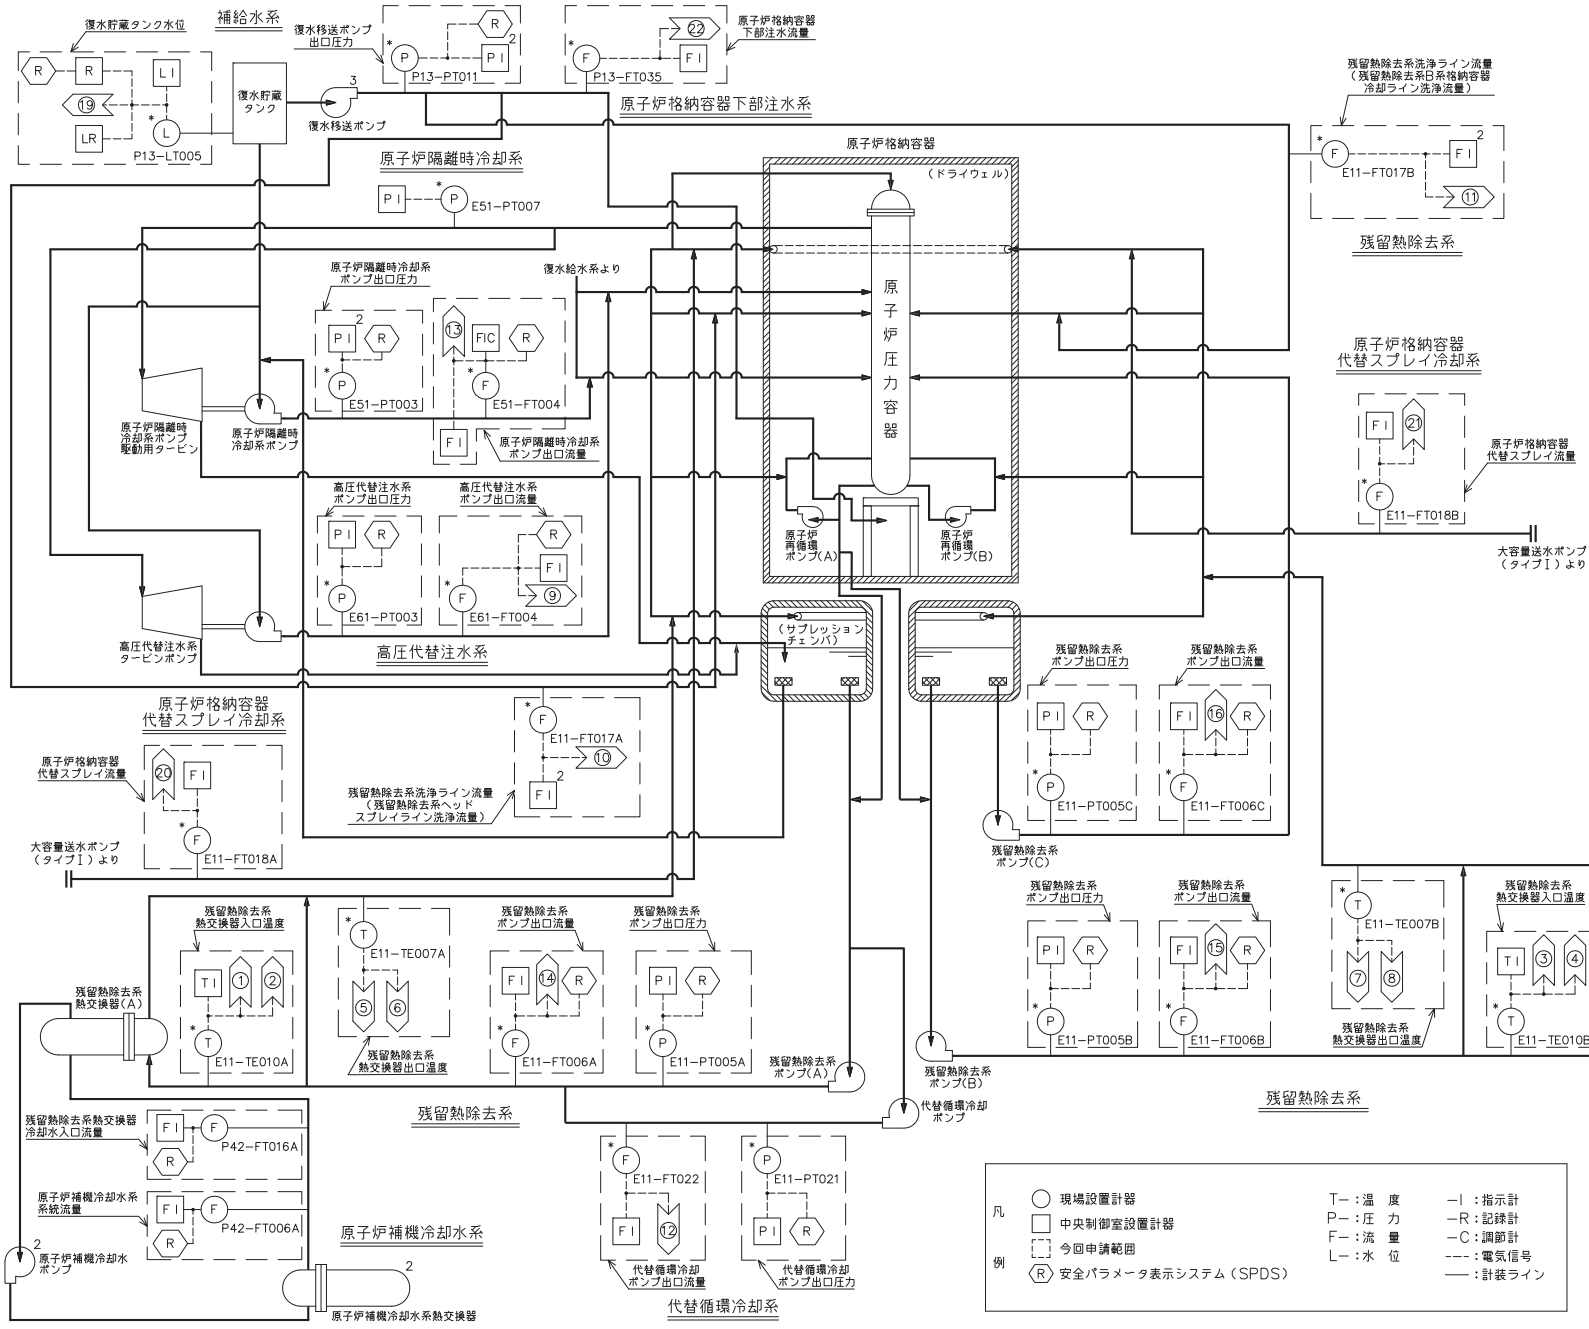 補給水系
復水貯蔵タンク水位
R
R
LI
19
LR
*
L
P13-LT005
復水貯蔵
タンク
3
復水移送ポンプ
復水移送ポンプ
出口圧力
R
2
*
P
PI
P13-PT011
22
*
F
FI
P13-FT035
原子炉格納容器
下部注水流量
原子炉格納容器下部注水系
残留熱除去系洗浄ライン流量
(残留熱除去系B系格納容器
冷却ライン洗浄流量)
*
F
2
FI
E11-FT017B
11
残留熱除去系
原子炉隔離時冷却系
PI
*
P
E51-PT007
原子炉格納容器
(ドライウェル)
復水給水系より
原
子
炉
圧
力
容
器
原子炉隔離時冷却系
ポンプ出口圧力
2
PI
R
*
P
E51-PT003
13
FIC
R
*
F
E51-FT004
FI
原子炉隔離時冷却系
ポンプ出口流量
原子炉隔離時
冷却系ポンプ
駆動用タービン
原子炉隔離時
冷却系ポンプ
原子炉格納容器
代替スプレイ冷却系
FI
21
*
F
E11-FT018B
原子炉格納容器
代替スプレイ流量
大容量送水ポンプ
(タイプⅠ)より
高圧代替注水系
ポンプ出口圧力
PI
R
*
P
E61-PT003
高圧代替注水系
ポンプ出口流量
R
FI
9
*
F
E61-FT004
高圧代替注水系
高圧代替注水系
タービンポンプ
原子炉
再循環
ポンプ(A)
原子炉
再循環
ポンプ(B)
(サプレッション
チェンバ)
残留熱除去系
ポンプ出口圧力
PI
R
*
P
E11-PT005C
残留熱除去系
ポンプ出口流量
FI
16
R
*
F
E11-FT006C
残留熱除去系
ポンプ(C)
原子炉格納容器
代替スプレイ冷却系
原子炉格納容器
代替スプレイ流量
20
FI
*
F
E11-FT018A
大容量送水ポンプ
(タイプⅠ)より
*
F
E11-FT017A
10
2
FI
残留熱除去系洗浄ライン流量
(残留熱除去系ヘッド
スプレイライン洗浄流量)
残留熱除去系
熱交換器入口温度
TI
1
2
*
T
E11-TE010A
*
T
E11-TE007A
5
6
残留熱除去系
熱交換器出口温度
残留熱除去系
ポンプ出口流量
FI
14
R
*
F
E11-FT006A
残留熱除去系
ポンプ出口圧力
PI
R
*
P
E11-PT005A
残留熱除去系
ポンプ(A)
残留熱除去系
ポンプ出口圧力
PI
R
*
P
E11-PT005B
残留熱除去系
ポンプ出口流量
FI
15
R
*
F
E11-FT006B
*
T
E11-TE007B
7
8
残留熱除去系
熱交換器出口温度
残留熱除去系
熱交換器入口温度
TI
3
4
*
T
E11-TE010B
残留熱除去系
ポンプ(B)
残留熱除去系
残留熱除去系
熱交換器(A)
残留熱除去系
代替循環冷却
ポンプ
残留熱除去系熱交換器
冷却水入口流量
FI
F
R
P42-FT016A
原子炉補機冷却水系
系統流量
FI
F
R
P42-FT006A
2
原子炉補機冷却水
ポンプ
原子炉補機冷却水系
2
原子炉補機冷却水系熱交換器
*
F
E11-FT022
FI
12
代替循環冷却
ポンプ出口流量
*
P
E11-PT021
PI
R
代替循環冷却
ポンプ出口圧力
代替循環冷却系
凡
例
現場設置計器
中央制御室設置計器
今回申請範囲
R
安全パラメータ表示システム(SPDS)
T－：温 度
P－：圧 力
F－：流 量
L－：水 位
－I：指示計
－R：記録計
－C：調節計
---：電気信号
――：計装ライン